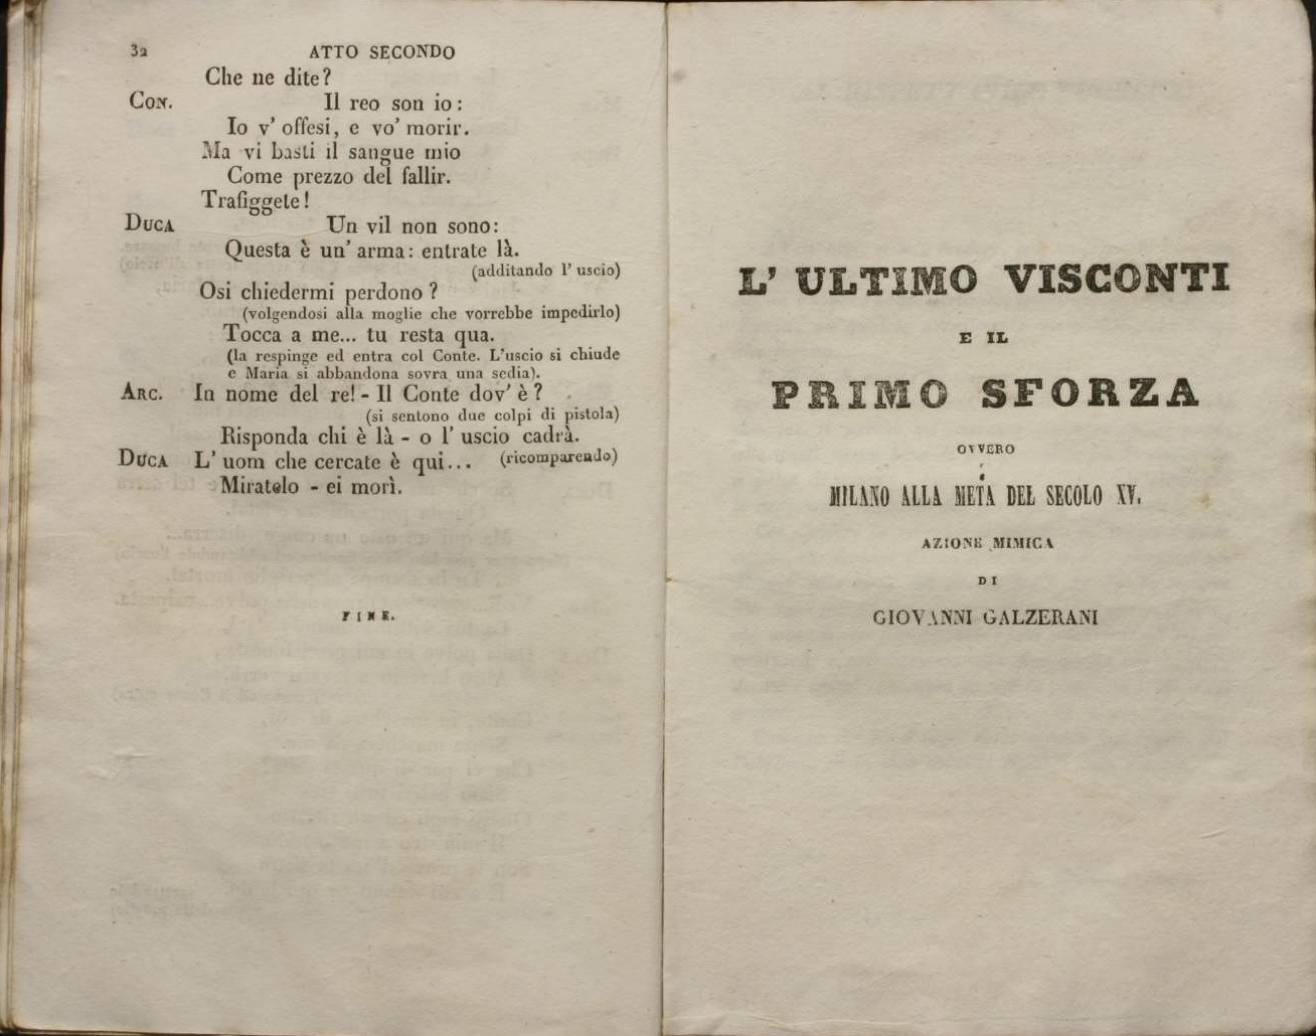 32 ATTO SECONDO
Che ne dite?
CON. Il reo son io:
Io v' offesi, e vo' morir.
Ma vi basti il sangue mio
Come prezzo del fallir.
Trafiggete!
DUCA Un vil non sono:
Questa è un' arma: entrate là.
(additando l' uscio)
Osi chiedermi perdono?
(volgendosi alla moglie che vorrebbe impedirlo)
Tocca a me... tu resta qua.
(la respinge ed entra col Conte. L'uscio si chiude
e Maria si abbandona sovra una sedia).
ARC. In nome del re! - Il Conte dov' è?
(si sentono due colpi di pistola)
Risponda chi è là - o l' uscio cadrà.
DUCA L' uom che cercate è qui... (ricomparendo)
Miratelo - ei morì.
FINE.
L' ULTIMO VISCONTI
E IL
PRIMO SFORZA
OVVERO
MILANO ALLA METÀ DEL SECOLO XV.
AZIONE MIMICA
DI
GIOVANNI GALZERANI